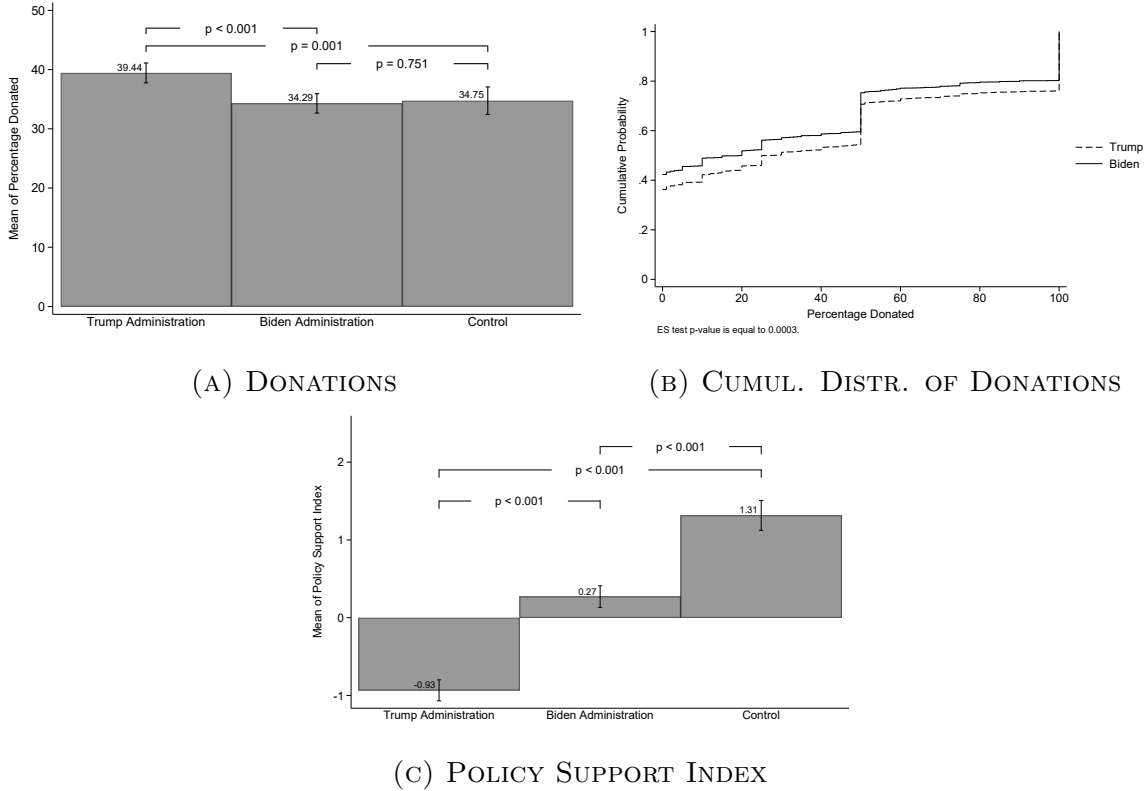 50
40
30
20
10
0
Mean of Percentage Donated
p < 0.001
p = 0.001
p = 0.751
39.44
34.29
34.75
Trump Administration
Biden Administration
Control
(A) DONATIONS
1
.8
.6
.4
.2
0
Cumulative Probability
0 20 40 60 80 100
Percentage Donated
ES test p-value is equal to 0.0003.
Trump
Biden
(B) CUMUL. DISTR. OF DONATIONS
2
1
0
-1
Mean of Policy Support Index
p < 0.001
p < 0.001
p < 0.001
-0.93
0.27
1.31
Trump Administration
Biden Administration
Control
(C) POLICY SUPPORT INDEX